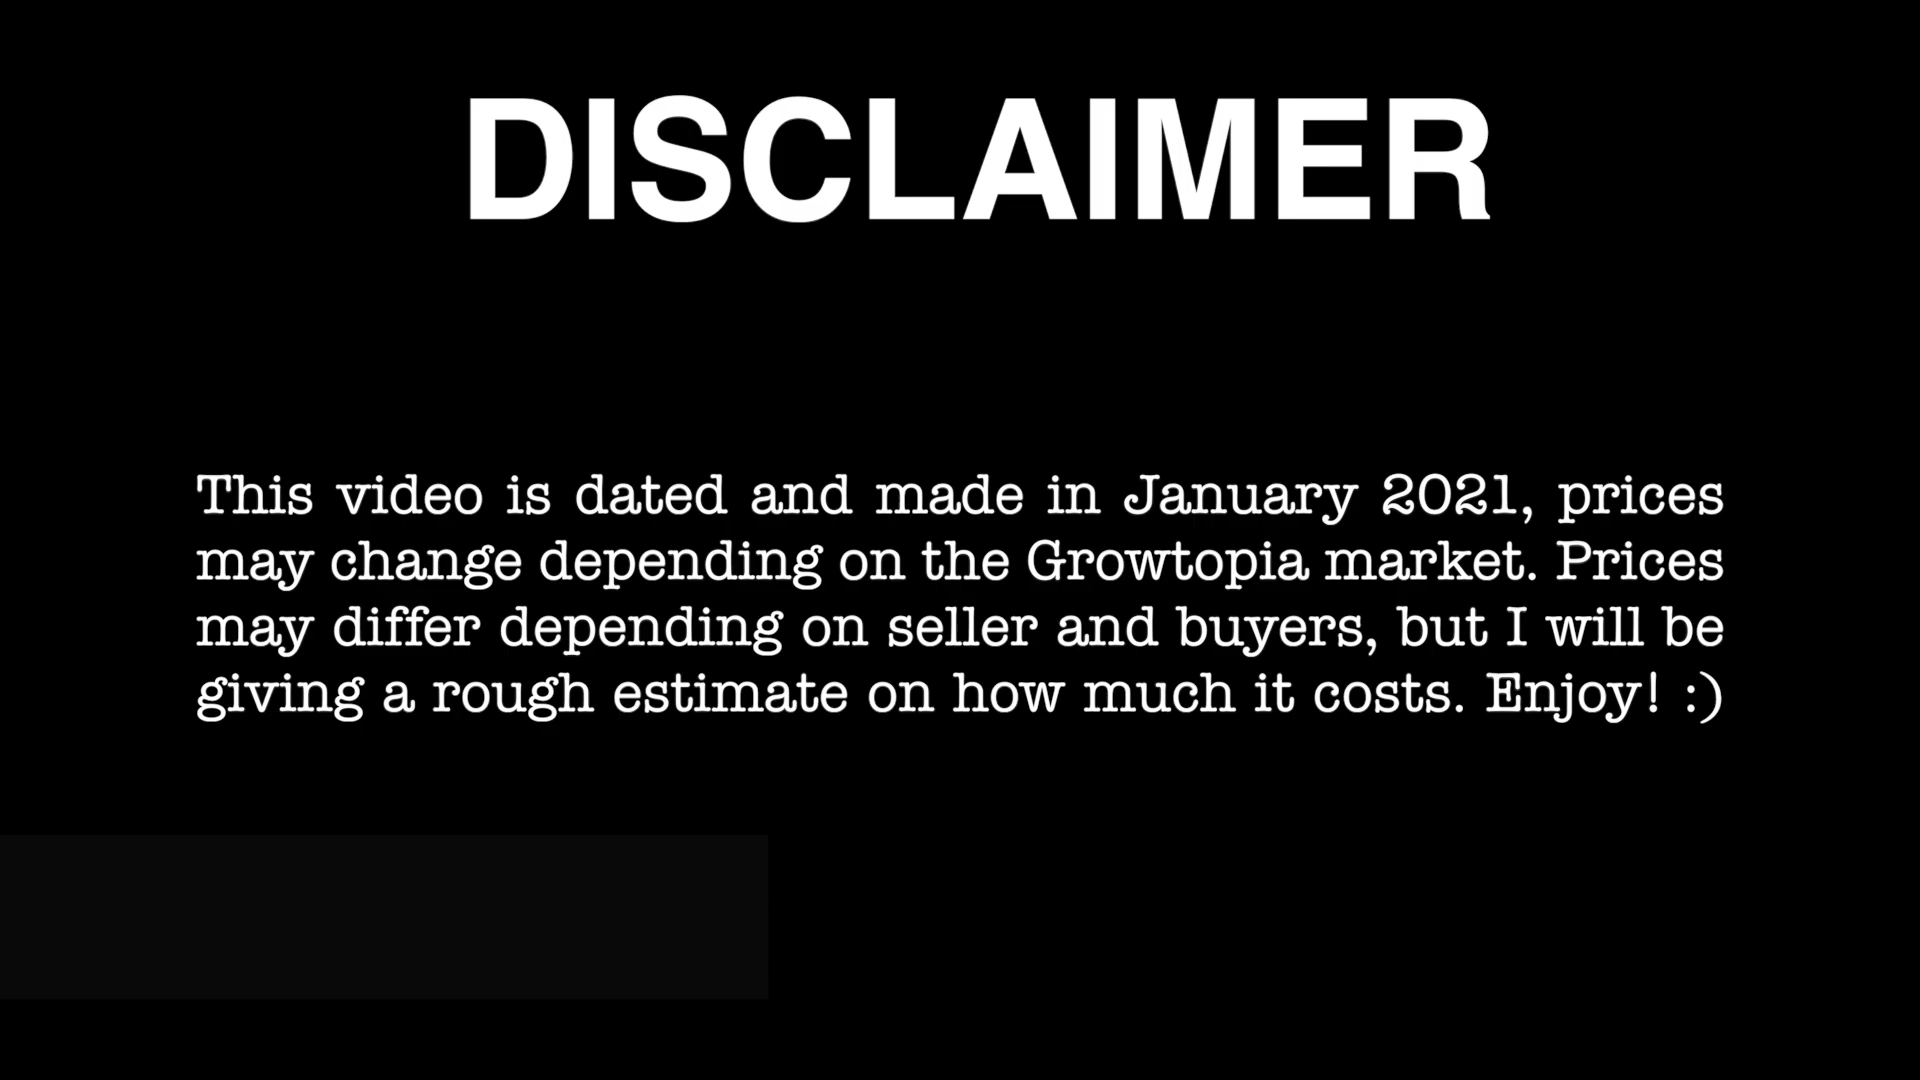 DISCLAIMER
This video is dated and made in January 2021, prices
may change depending on the Growtopia market. Prices
may differ depending on seller and buyers, but I will be
giving a rough estimate on how much it costs. Enjoy! :)